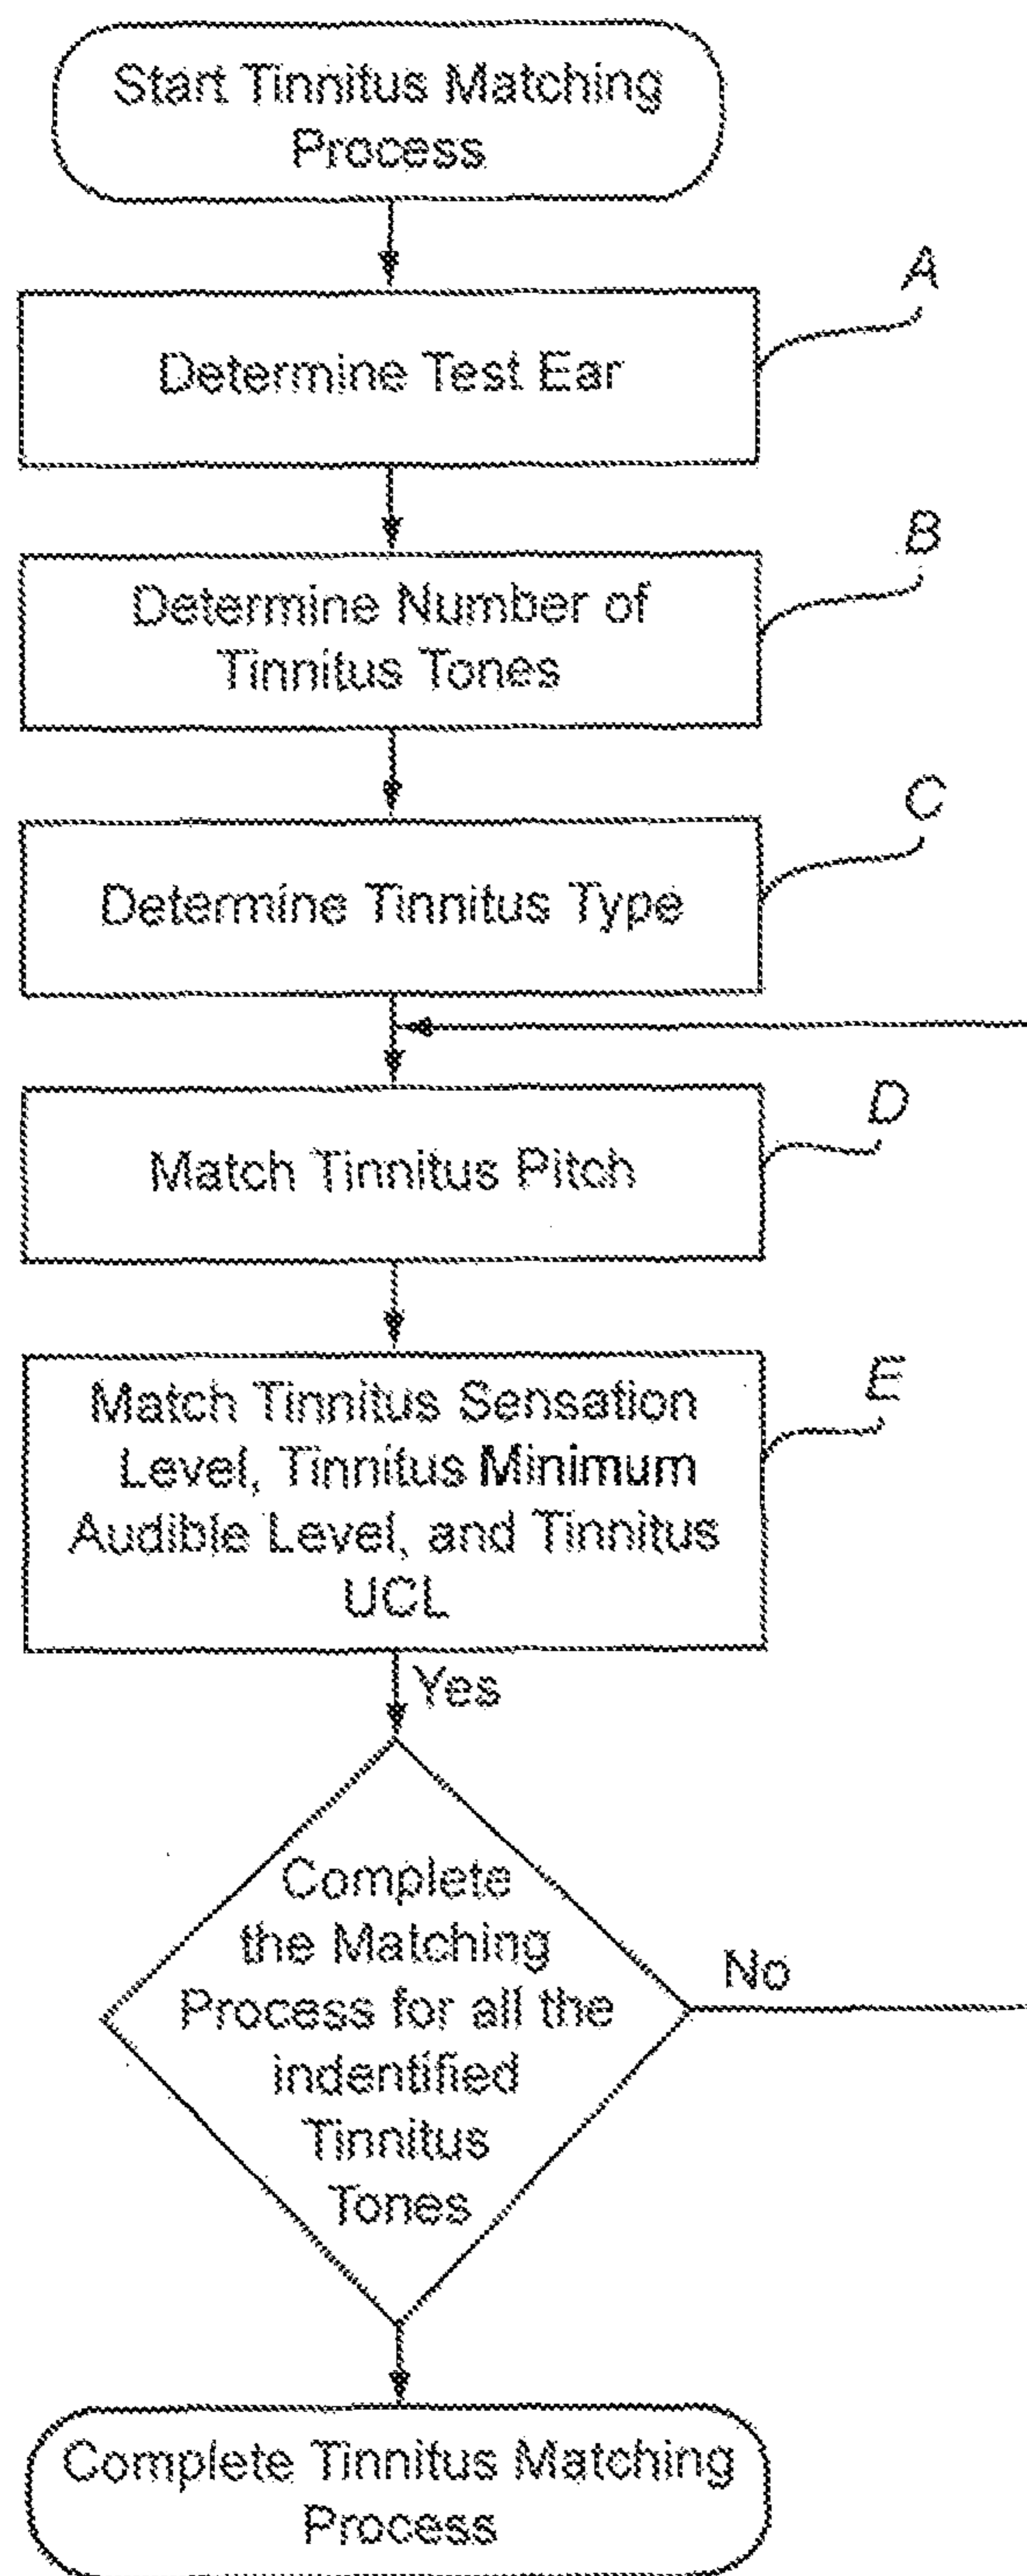 Start Tinnitus Matching
Process
A
Determine Test Ear
B
Determine Number of
Tinnitus Tones
C
Determine Tinnitus Type
D
Match Tinnitus Pitch
E
Match Tinnitus Sensation
Level, Tinnitus Minimum
Audible Level, and Tinnitus
UCL
Yes
Complete
the Matching
Process for all the
indentified
Tinnitus
Tones
No
Complete Tinnitus Matching
Process